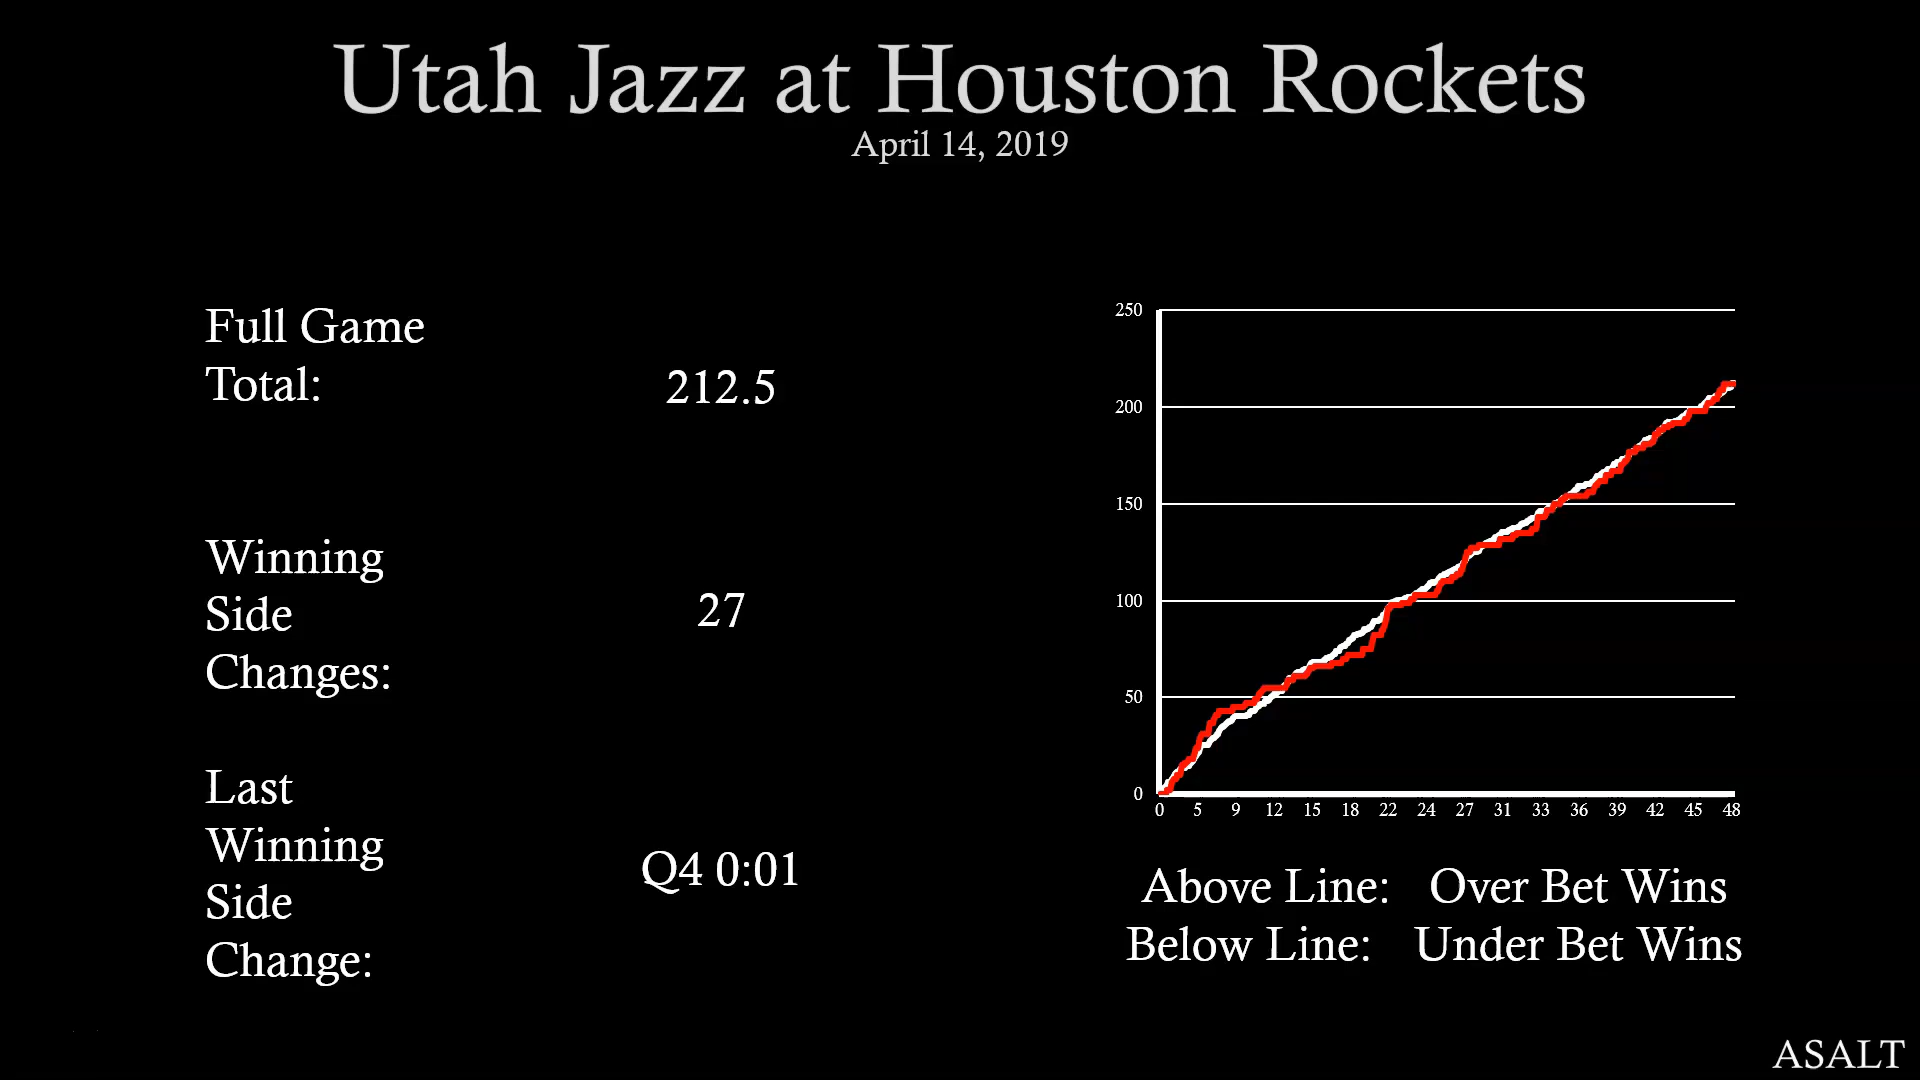 Utah Jazz at Houston Rockets
April 14, 2019
Full Game
Total:
212.5
Winning
Side
Changes:
27
Last
Winning
Side
Change:
Q4 0:01
250
200
150
100
50
0
0 5 9 12 15 18 22 24 27 31 33 36 39 42 45 48
Above Line: Over Bet Wins
Below Line: Under Bet Wins
ASALT